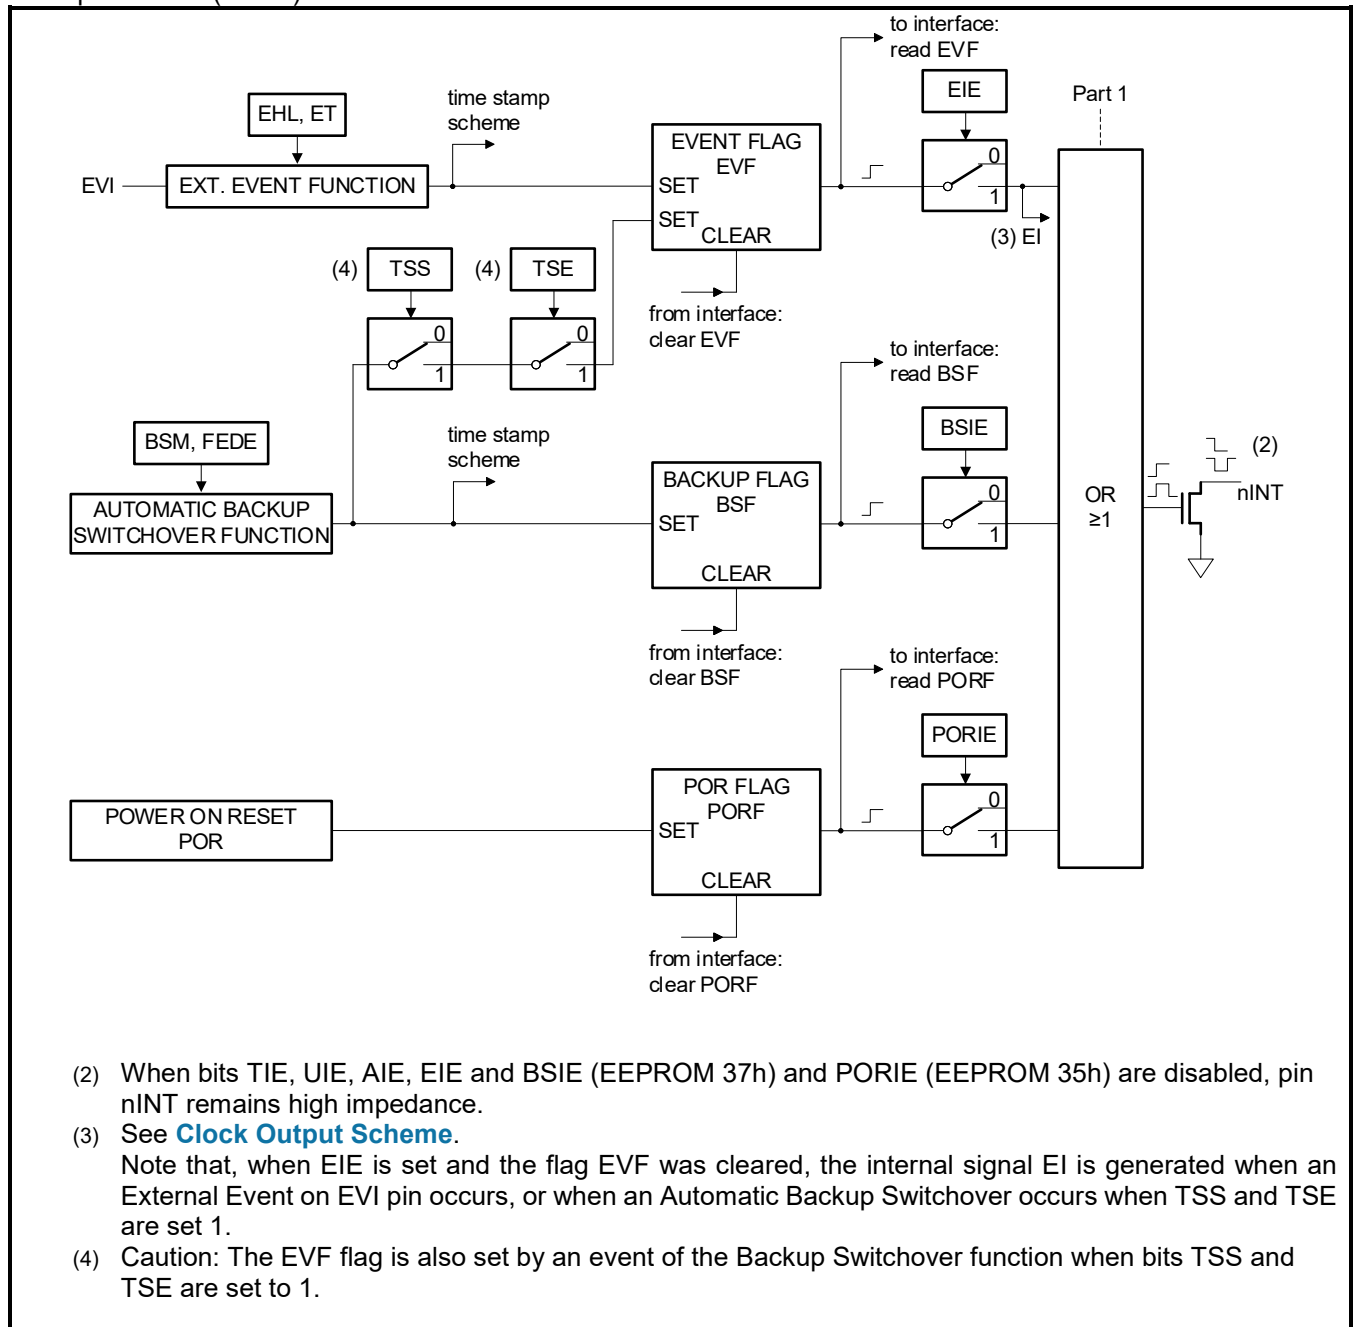 to interface:
read EVF
EIE
Part 1
time stamp
scheme
EHL, ET
EVENT FLAG
EVF
0
1
EVI
EXT. EVENT FUNCTION
SET
SET
CLEAR
(3) EI
(4)
TSS
(4)
TSE
0
1
0
1
from interface:
clear EVF
to interface:
read BSF
BSIE
BSM, FEDE
time stamp
scheme
BACKUP FLAG
BSF
0
1
OR
≥1
(2)
nINT
AUTOMATIC BACKUP
SWITCHOVER FUNCTION
SET
CLEAR
from interface:
clear BSF
to interface:
read PORF
PORIE
POR FLAG
PORF
0
1
POWER ON RESET
POR
SET
CLEAR
from interface:
clear PORF
(2) When bits TIE, UIE, AIE, EIE and BSIE (EEPROM 37h) and PORIE (EEPROM 35h) are disabled, pin
nINT remains high impedance.
(3) See Clock Output Scheme.
Note that, when EIE is set and the flag EVF was cleared, the internal signal EI is generated when an
External Event on EVI pin occurs, or when an Automatic Backup Switchover occurs when TSS and TSE
are set 1.
(4) Caution: The EVF flag is also set by an event of the Backup Switchover function when bits TSS and
TSE are set to 1.